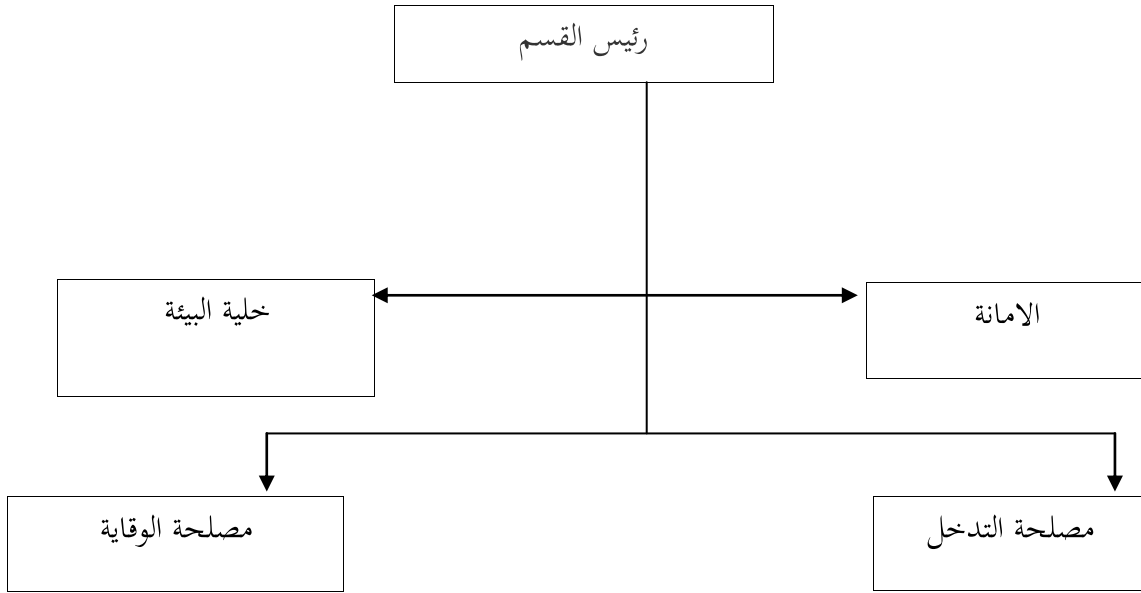 رئيس القسم
الامانة
خلية البيئة
مصلحة التدخل
مصلحة الوقاية